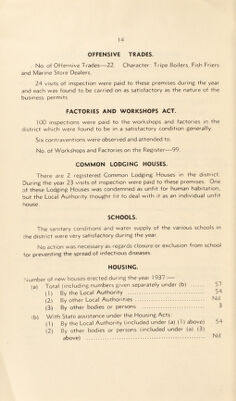 14
OFFENSIVE TRADES.
No. of Offensive Trades—22. Character: Tripe Boilers, Fish Friers
and Marine Store Dealers.
24 visits of inspection were paid to these premises during the year
and each was found to be carried on as satisfactory as the nature of the
business permits.
FACTORIES AND WORKSHOPS ACT.
100 inspections were paid to the workshops and factories in the
district which were found to be in a satisfactory condition generally.
Six contraventions were observed and attended to.
No. of Workshops and Factories on the Register—99.
COMMON LODGING HOUSES.
There are 2 registered Common Lodging Houses in the district.
During the year 23 visits of inspection were paid to these premises. One
of these Lodging Houses was condemned as unfit for human habitation,
but the Local Authority thought fit to deal with it as an individual unfit
house.
SCHOOLS.
The sanitary conditions and water supply of the various schools in
the district were very satisfactory during the year.
No action was necessary as regards closure or exclusion from school
for preventing the spread of infectious diseases.
HOUSING.
Number of new houses erected during the year 1937:—
(a) Total (including numbers given separately under (b) ...... 57
(1) By the Local Authority ...... 54
(2) By other Local Authorities ...... Nil
(3) By other bodies or persons ...... 3
(b) With State assistance under the Housing Acts:
(1) By the Local Authority (included under (a) (1) above) 54
(2) By other bodies or persons (included under (a) (3)
above) ...... Nil